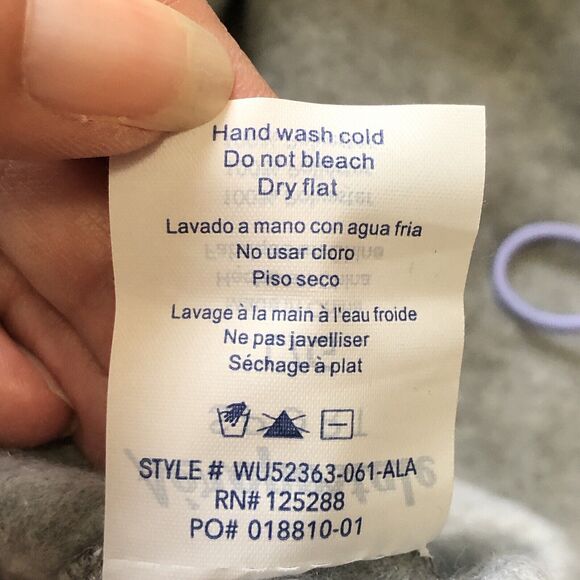 Hand wash cold
Do not bleach
Dry flat
Lavado a mano con agua fria
No usar cloro
Piso seco
Lavage à la main à l'eau froide
Ne pas javelliser
Séchage à plat
STYLE # WU52363-061-ALA
RN# 125288
PO# 018810-01